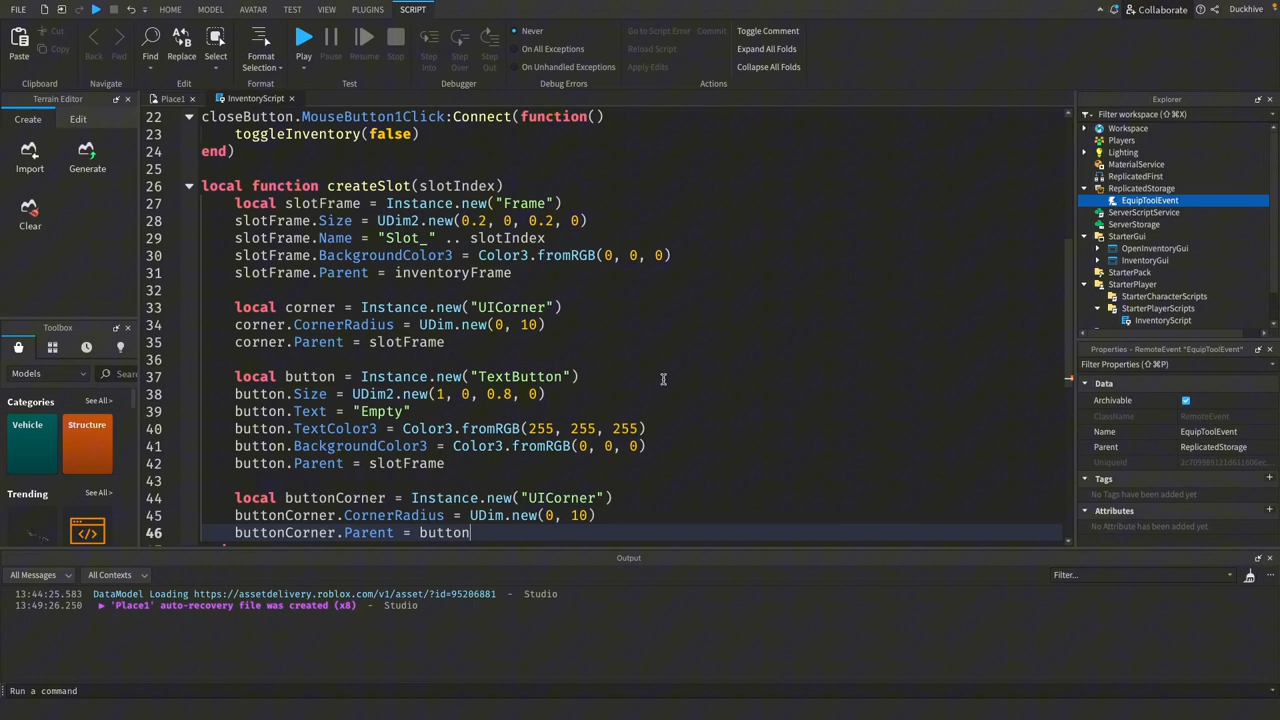 FILE
HOME
MODEL
AVATAR
TEST
VIEW
PLUGINS
SCRIPT
Collaborate
Duckhive
Paste
Cut
Copy
Clipboard
Back
Fwd
Navigate
Find
Replace
Select
Edit
Format
Selection
Format
Play
Pause
Resume
Stop
Test
Step
Into
Step
Over
Step
Out
Debugger
Never
On All Exceptions
On Unhandled Exceptions
Debug Errors
Go to Script Error
Commit
Reload Script
Apply Edits
Toggle Comment
Expand All Folds
Collapse All Folds
Actions
Terrain Editor
Create
Edit
Import
Generate
Clear
Toolbox
Models
Search
Categories
See All >
Vehicle
Structure
Trending
See All >
Place1
InventoryScript
22 closeButton.MouseButton1Click:Connect(function()
23 toggleInventory(false)
24 end)
25
26 local function createSlot(slotIndex)
27 local slotFrame = Instance.new("Frame")
28 slotFrame.Size = UDim2.new(0.2, 0, 0.2, 0)
29 slotFrame.Name = "Slot_" .. slotIndex
30 slotFrame.BackgroundColor3 = Color3.fromRGB(0, 0, 0)
31 slotFrame.Parent = inventoryFrame
32
33 local corner = Instance.new("UICorner")
34 corner.CornerRadius = UDim.new(0, 10)
35 corner.Parent = slotFrame
36
37 local button = Instance.new("TextButton")
38 button.Size = UDim2.new(1, 0, 0.8, 0)
39 button.Text = "Empty"
40 button.TextColor3 = Color3.fromRGB(255, 255, 255)
41 button.BackgroundColor3 = Color3.fromRGB(0, 0, 0)
42 button.Parent = slotFrame
43
44 local buttonCorner = Instance.new("UICorner")
45 buttonCorner.CornerRadius = UDim.new(0, 10)
46 buttonCorner.Parent = button
Explorer
Filter workspace (⇧⌘X)
Workspace
Players
Lighting
MaterialService
ReplicatedFirst
ReplicatedStorage
EquipToolEvent
ServerScriptService
ServerStorage
StarterGui
OpenInventoryGui
InventoryGui
StarterPack
StarterPlayer
StarterCharacterScripts
StarterPlayerScripts
InventoryScript
Properties - RemoteEvent "EquipToolEvent"
Filter Properties (⇧⌘P)
Data
Archivable
ClassName RemoteEvent
Name EquipToolEvent
Parent ReplicatedStorage
UniqueId
Tags
No Tags have been added yet
Attributes
No Attribute has been added yet
Output
All Messages
All Contexts
Filter...
13:44:25.583 DataModel Loading https://assetdelivery.roblox.com/v1/asset/?id=95206881 - Studio
13:49:26.250 ▶ 'Place1' auto-recovery file was created (x8) - Studio
Run a command